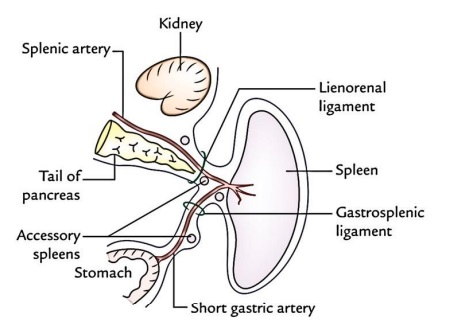 Kidney
Splenic artery
Lienorenal
ligament
Spleen
Tail of
pancreas
Gastrosplenic
ligament
Accessory
spleens
Stomach
Short gastric artery